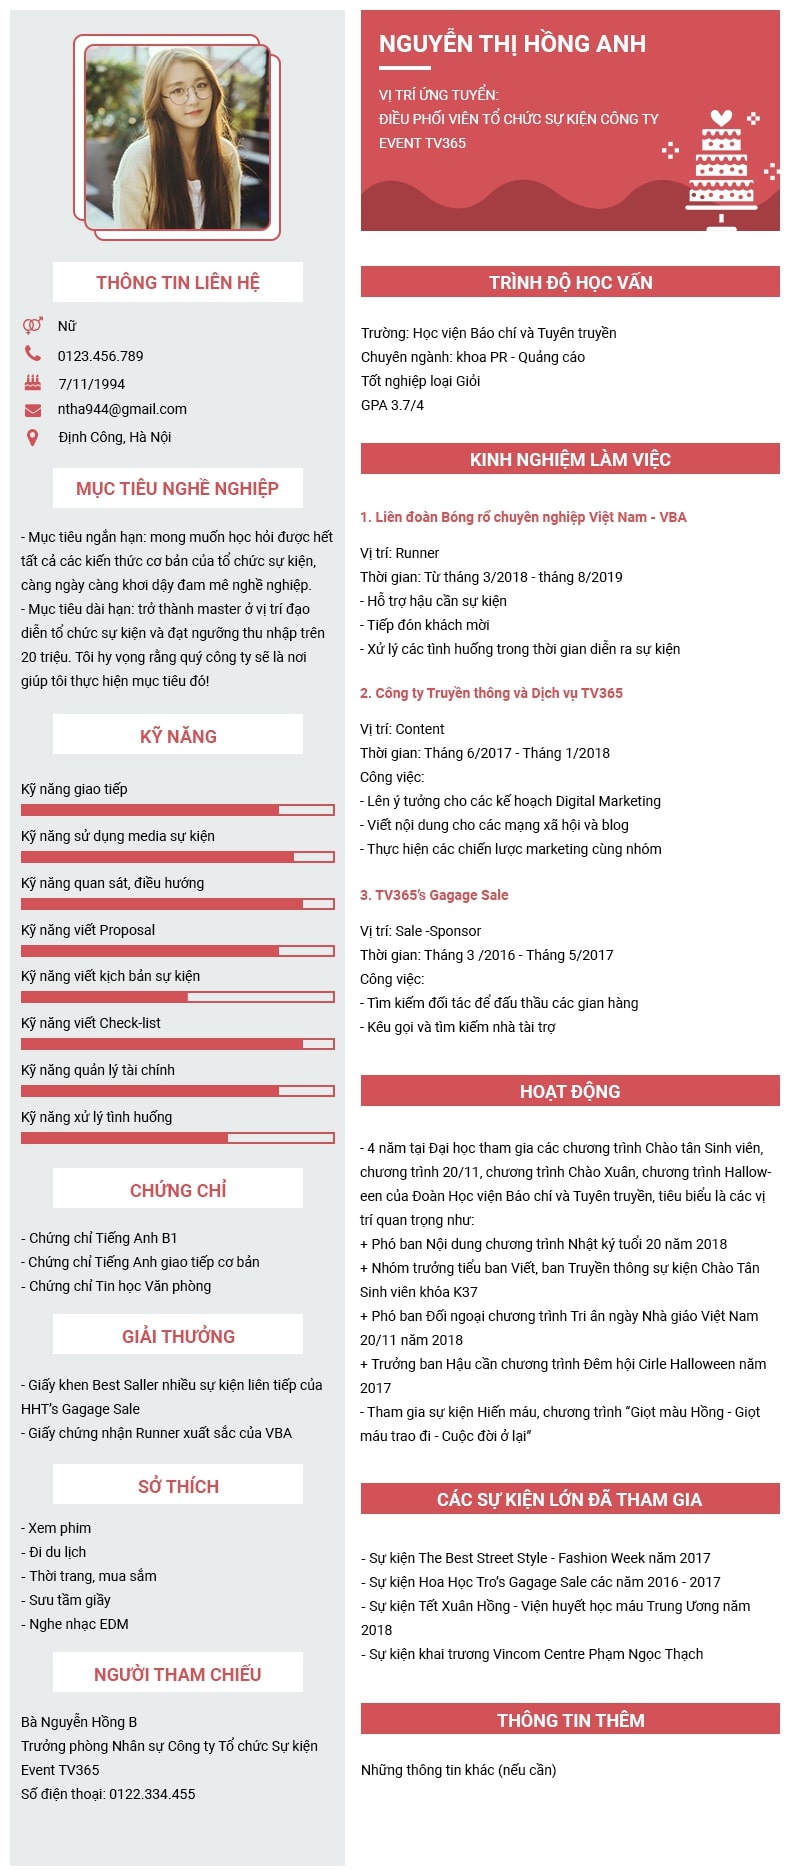 NGUYỄN THỊ HỒNG ANH
VỊ TRÍ ỨNG TUYỂN:
ĐIỀU PHỐI VIÊN TỔ CHỨC SỰ KIỆN CÔNG TY
EVENT TV365
THÔNG TIN LIÊN HỆ
Nữ
0123.456.789
7/11/1994
ntha944@gmail.com
Định Công, Hà Nội
MỤC TIÊU NGHỀ NGHIỆP
- Mục tiêu ngắn hạn: mong muốn học hỏi được hết
tất cả các kiến thức cơ bản của tổ chức sự kiện,
càng ngày càng khơi dậy đam mê nghề nghiệp.
- Mục tiêu dài hạn: trở thành master ở vị trí đạo
diễn tổ chức sự kiện và đạt ngưỡng thu nhập trên
20 triệu. Tôi hy vọng rằng quý công ty sẽ là nơi
giúp tôi thực hiện mục tiêu đó!
KỸ NĂNG
Kỹ năng giao tiếp
Kỹ năng sử dụng media sự kiện
Kỹ năng quan sát, điều hướng
Kỹ năng viết Proposal
Kỹ năng viết kịch bản sự kiện
Kỹ năng viết Check-list
Kỹ năng quản lý tài chính
Kỹ năng xử lý tình huống
CHỨNG CHỈ
- Chứng chỉ Tiếng Anh B1
- Chứng chỉ Tiếng Anh giao tiếp cơ bản
- Chứng chỉ Tin học Văn phòng
GIẢI THƯỞNG
- Giấy khen Best Saller nhiều sự kiện liên tiếp của
HHT's Gagage Sale
- Giấy chứng nhận Runner xuất sắc của VBA
SỞ THÍCH
- Xem phim
- Đi du lịch
- Thời trang, mua sắm
- Sưu tầm giầy
- Nghe nhạc EDM
NGƯỜI THAM CHIẾU
Bà Nguyễn Hồng B
Trưởng phòng Nhân sự Công ty Tổ chức Sự kiện
Event TV365
Số điện thoại: 0122.334.455
TRÌNH ĐỘ HỌC VẤN
Trường: Học viện Báo chí và Tuyên truyền
Chuyên ngành: khoa PR - Quảng cáo
Tốt nghiệp loại Giỏi
GPA 3.7/4
KINH NGHIỆM LÀM VIỆC
1. Liên đoàn Bóng rổ chuyên nghiệp Việt Nam - VBA
Vị trí: Runner
Thời gian: Từ tháng 3/2018 - tháng 8/2019
- Hỗ trợ hậu cần sự kiện
- Tiếp đón khách mời
- Xử lý các tình huống trong thời gian diễn ra sự kiện
2. Công ty Truyền thông và Dịch vụ TV365
Vị trí: Content
Thời gian: Tháng 6/2017 - Tháng 1/2018
Công việc:
- Lên ý tưởng cho các kế hoạch Digital Marketing
- Viết nội dung cho các mạng xã hội và blog
- Thực hiện các chiến lược marketing cùng nhóm
3. TV365's Gagage Sale
Vị trí: Sale -Sponsor
Thời gian: Tháng 3 /2016 - Tháng 5/2017
Công việc:
- Tìm kiếm đối tác để đấu thầu các gian hàng
- Kêu gọi và tìm kiếm nhà tài trợ
HOẠT ĐỘNG
- 4 năm tại Đại học tham gia các chương trình Chào tân Sinh viên,
chương trình 20/11, chương trình Chào Xuân, chương trình Hallow-
een của Đoàn Học viện Báo chí và Tuyên truyền, tiêu biểu là các vị
trí quan trọng như:
+ Phó ban Nội dung chương trình Nhật ký tuổi 20 năm 2018
+ Nhóm trưởng tiểu ban Viết, ban Truyền thông sự kiện Chào Tân
Sinh viên khóa K37
+ Phó ban Đối ngoại chương trình Tri ân ngày Nhà giáo Việt Nam
20/11 năm 2018
+ Trưởng ban Hậu cần chương trình Đêm hội Cirle Halloween năm
2017
- Tham gia sự kiện Hiến máu, chương trình “Giọt màu Hồng - Giọt
máu trao đi - Cuộc đời ở lại”
CÁC SỰ KIỆN LỚN ĐÃ THAM GIA
- Sự kiện The Best Street Style - Fashion Week năm 2017
- Sự kiện Hoa Học Tro's Gagage Sale các năm 2016 - 2017
- Sự kiện Tết Xuân Hồng - Viện huyết học máu Trung Ương năm
2018
- Sự kiện khai trương Vincom Centre Phạm Ngọc Thạch
THÔNG TIN THÊM
Những thông tin khác (nếu cần)